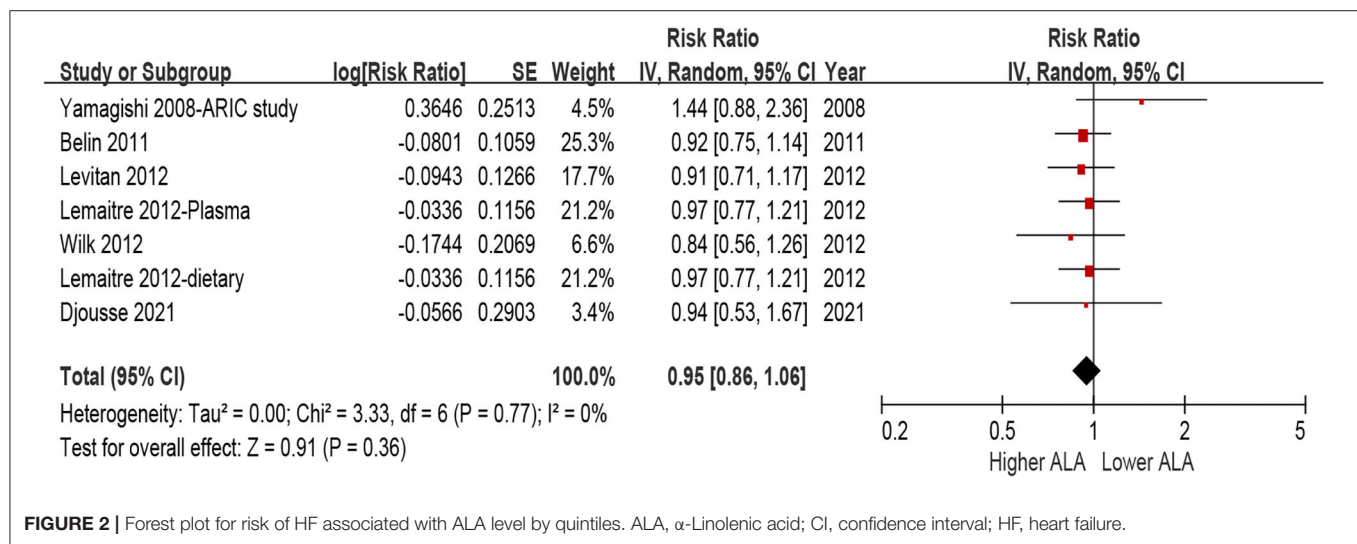 Risk Ratio Risk Ratio
Study or Subgroup log[Risk Ratio] SE Weight IV, Random, 95% CI Year IV, Random, 95% CI
Yamagishi 2008-ARIC study 0.3646 0.2513 4.5% 1.44 [0.88, 2.36] 2008
Belin 2011 -0.0801 0.1059 25.3% 0.92 [0.75, 1.14] 2011
Levitan 2012 -0.0943 0.1266 17.7% 0.91 [0.71, 1.17] 2012
Lemaitre 2012-Plasma -0.0336 0.1156 21.2% 0.97 [0.77, 1.21] 2012
Wilk 2012 -0.1744 0.2069 6.6% 0.84 [0.56, 1.26] 2012
Lemaitre 2012-dietary -0.0336 0.1156 21.2% 0.97 [0.77, 1.21] 2012
Djousse 2021 -0.0566 0.2903 3.4% 0.94 [0.53, 1.67] 2021
Total (95% CI) 100.0% 0.95 [0.86, 1.06]
Heterogeneity: Tau² = 0.00; Chi² = 3.33, df = 6 (P = 0.77); I² = 0%
Test for overall effect: Z = 0.91 (P = 0.36)
0.2 0.5 1 2 5
Higher ALA Lower ALA
FIGURE 2 | Forest plot for risk of HF associated with ALA level by quintiles. ALA, α-Linolenic acid; CI, confidence interval; HF, heart failure.